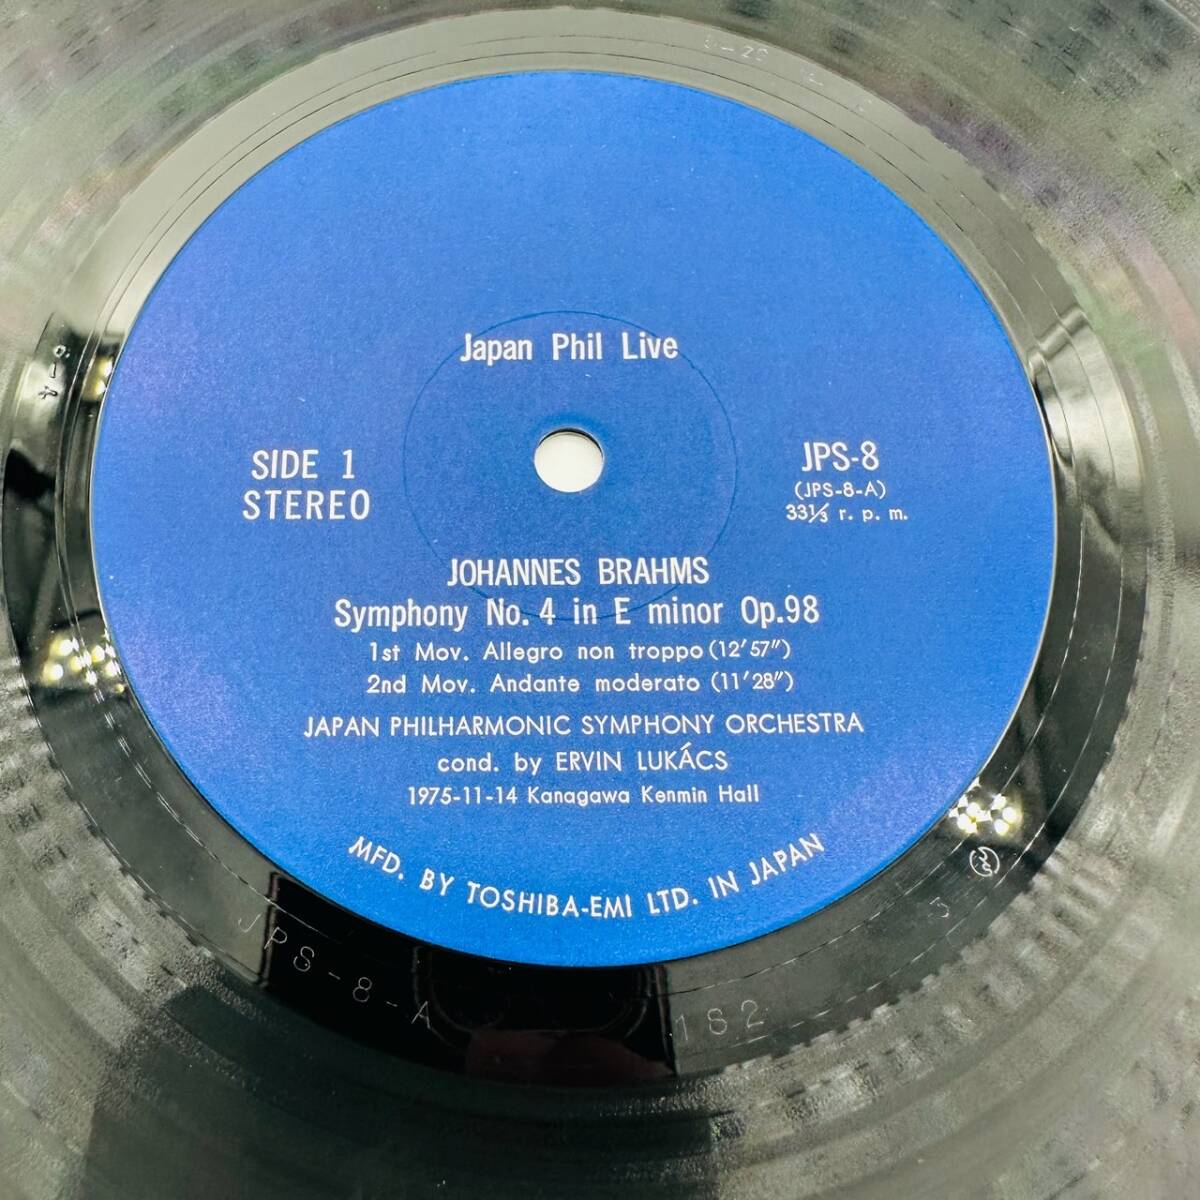 Japan Phil Live
SIDE 1
STEREO
JPS-8
(JPS-8-A)
33⅓ r. p. m.
JOHANNES BRAHMS
Symphony No. 4 in E minor Op.98
1st Mov. Allegro non troppo (12'57")
2nd Mov. Andante moderato (11'28")
JAPAN PHILHARMONIC SYMPHONY ORCHESTRA
cond. by ERVIN LUKÁCS
1975-11-14 Kanagawa Kenmin Hall
MFD. BY TOSHIBA-EMI LTD. IN JAPAN
JPS-8-A
1S2
3